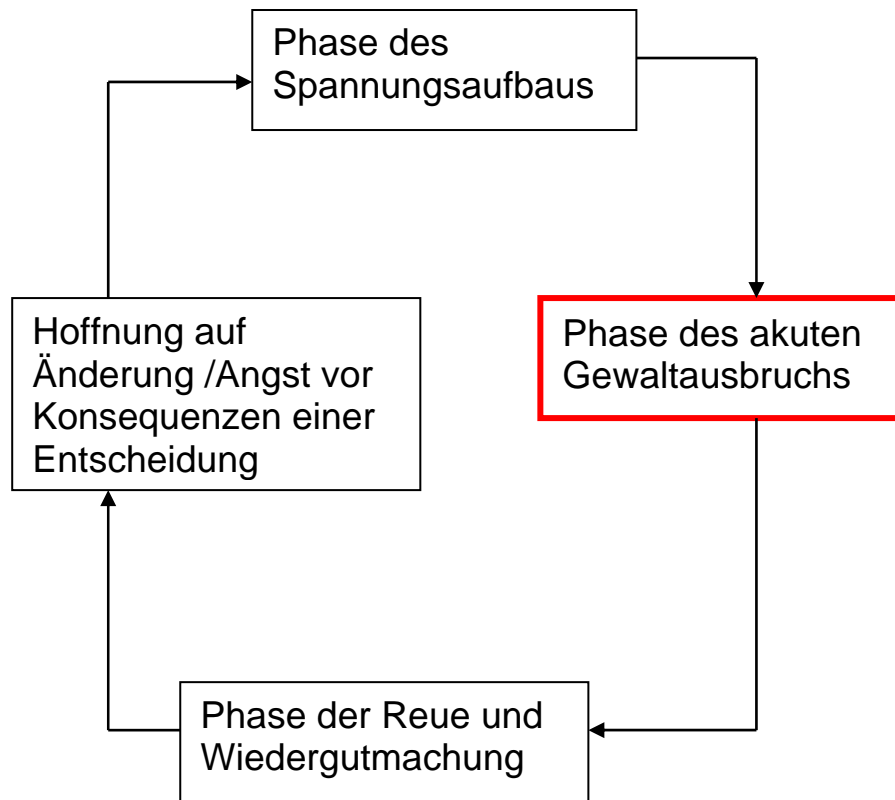 Phase des
Spannungsaufbaus
Hoffnung auf
Änderung /Angst vor
Konsequenzen einer
Entscheidung
Phase des akuten
Gewaltausbruchs
Phase der Reue und
Wiedergutmachung